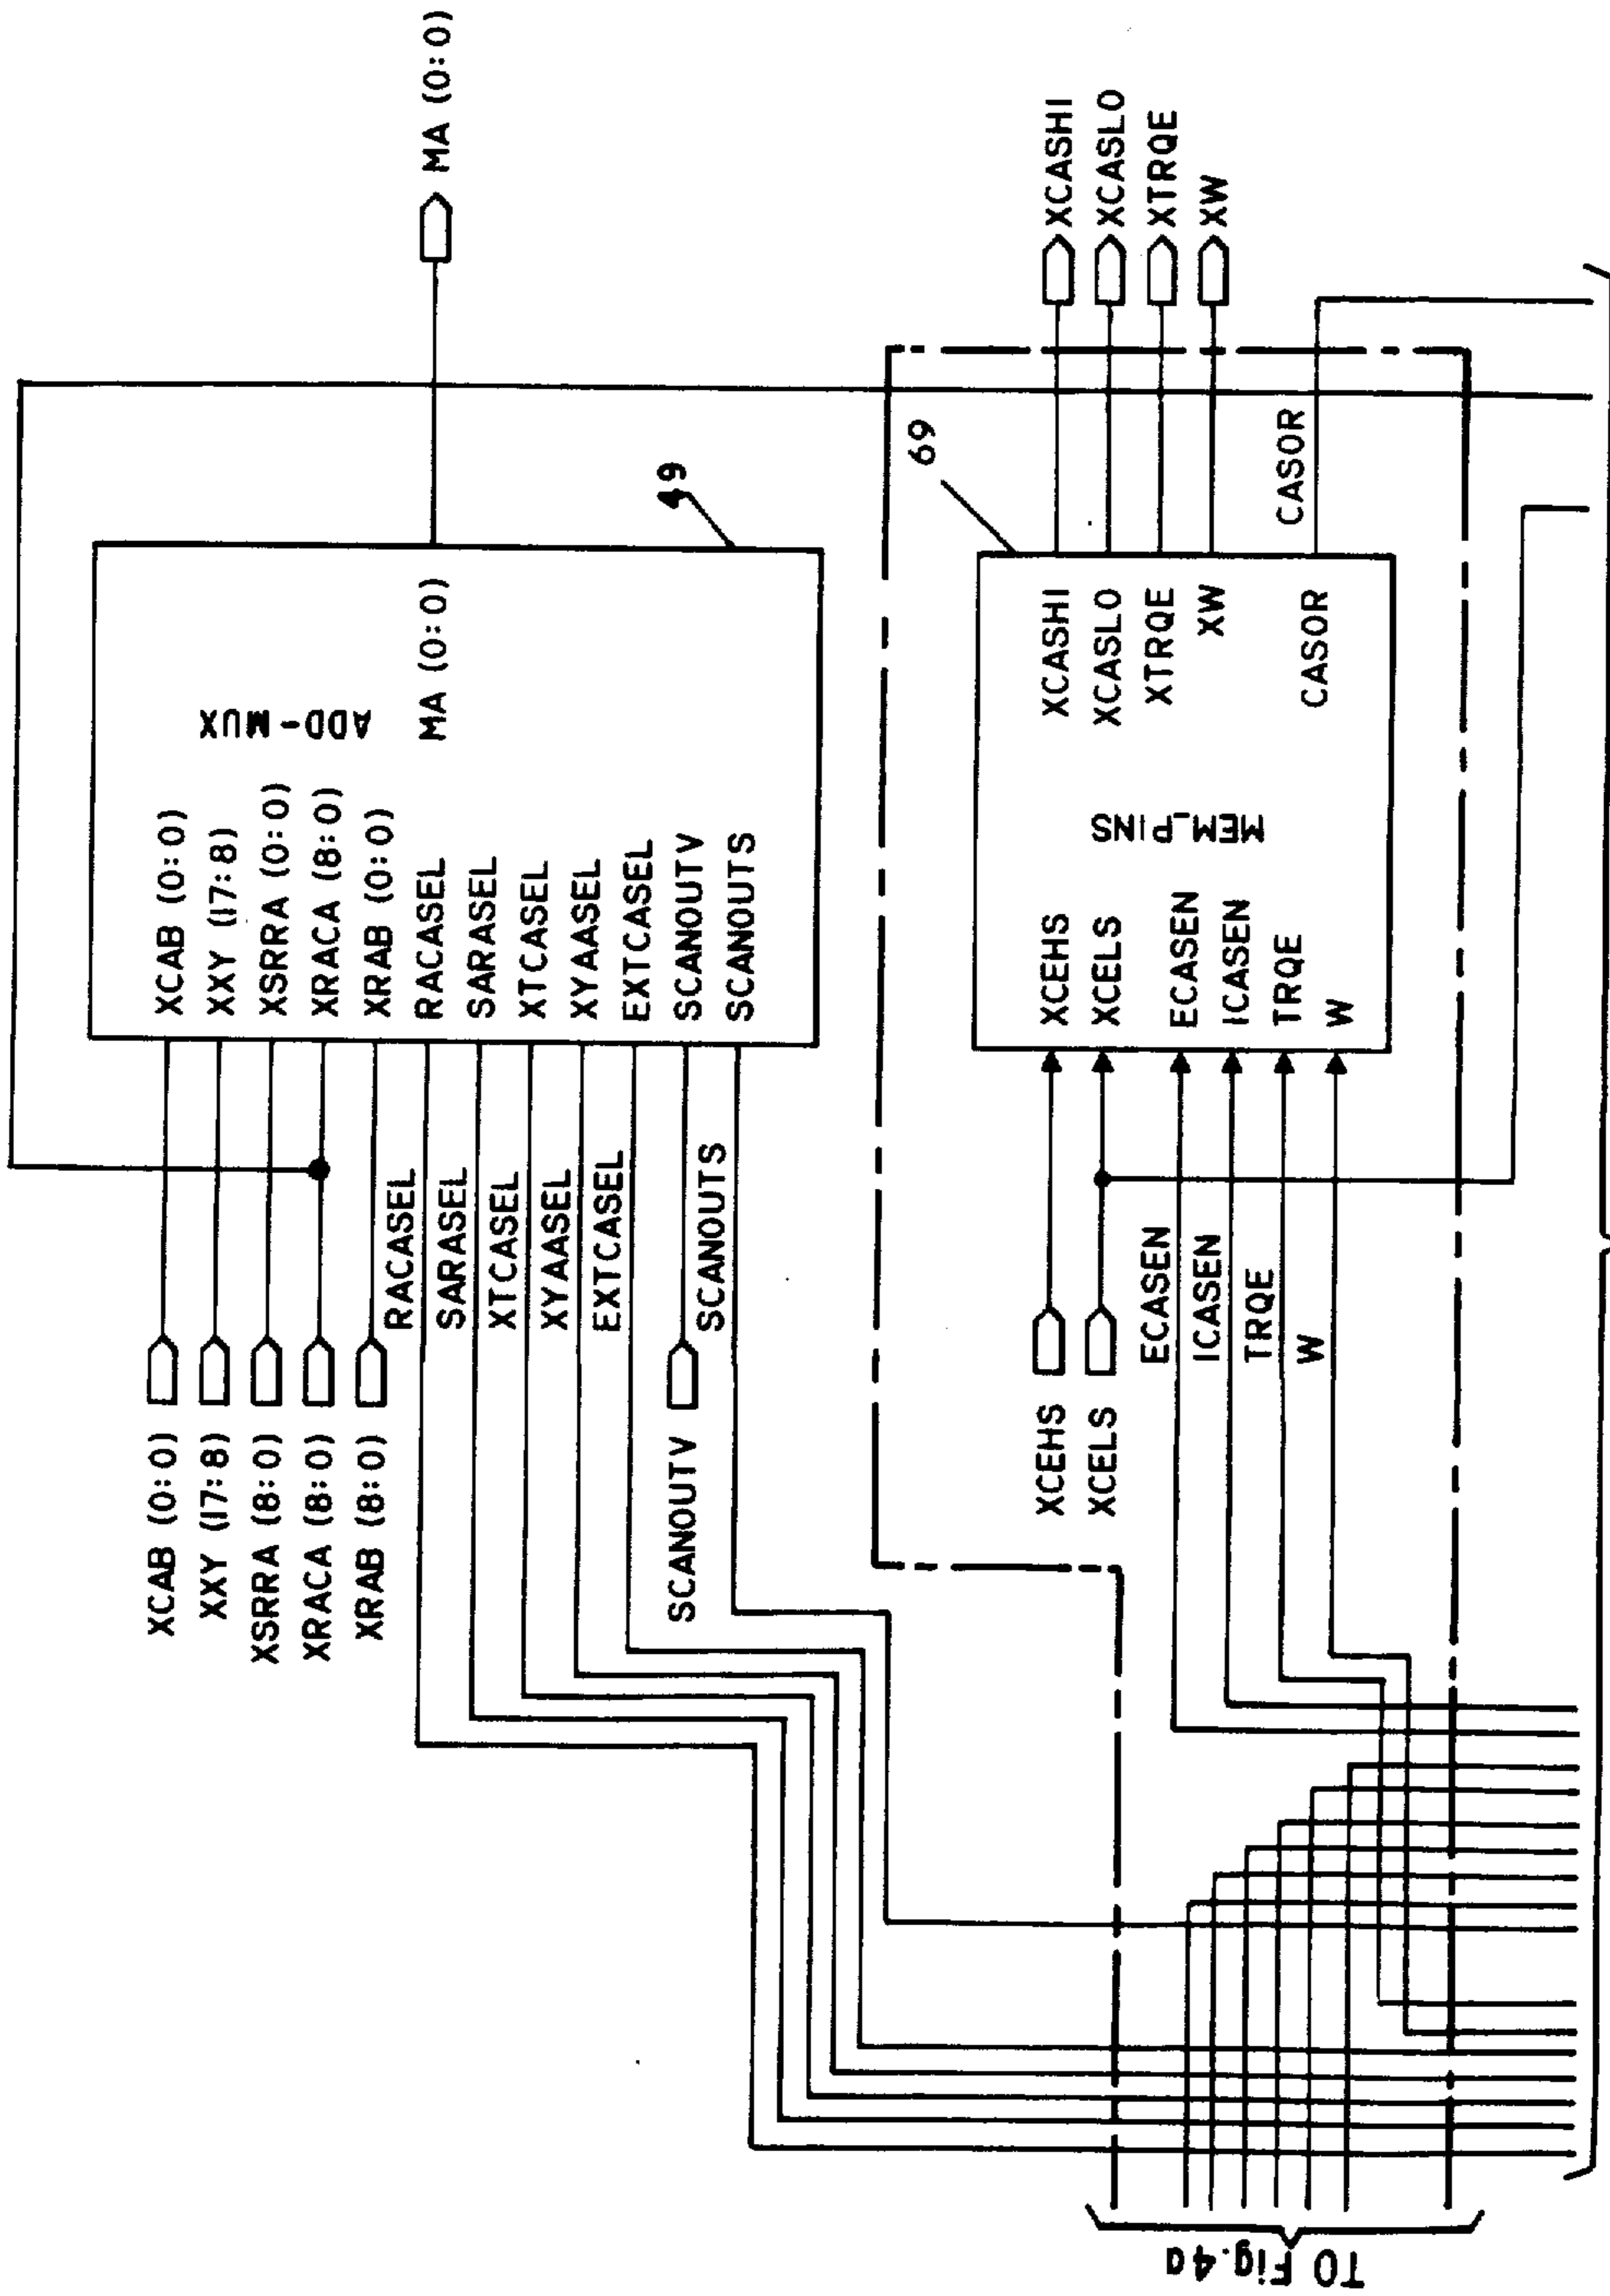 XCAB (0:0)
XXY (17:8)
XSRRA (8:0)
XRACA (8:0)
XRAB (8:0)
RACASEL
SARASEL
XTCASEL
XYAASEL
EXTCASEL
SCANOUTV
SCANOUTS
XCAB (0:0)
XXY (17:8)
XSRRA (0:0)
XRACA (8:0)
XRAB (0:0)
RACASEL
SARASEL
XTCASEL
XYAASEL
EXTCASEL
SCANOUTV
SCANOUTS
ADD-MUX
MA (0:0)
49
MA (0:0)
XCEHS
XCELS
ECASEN
ICASEN
TRQE
W
XCEHS
XCELS
ECASEN
ICASEN
TRQE
W
MEM_PINS
XCASHI
XCASLO
XTRQE
XW
CASOR
69
XCASHI
XCASLO
XTRQE
XW
CASOR
TO Fig.4a